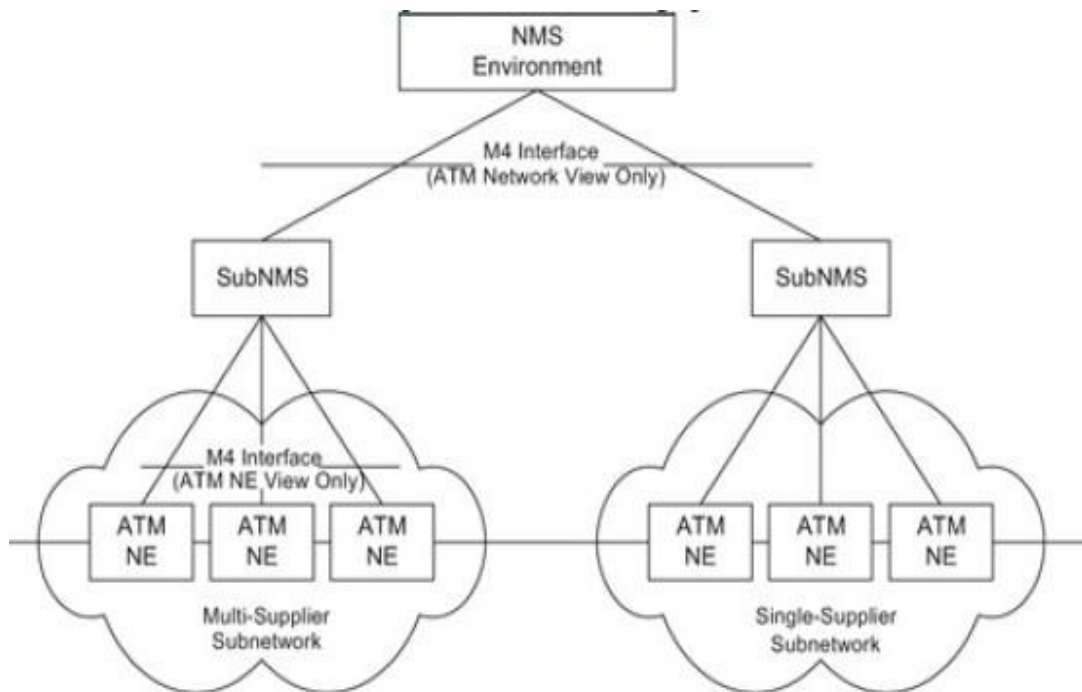 NMS
Environment
M4 Interface
(ATM Network View Only)
SubNMS
SubNMS
M4 Interface
(ATM NE View Only)
ATM
NE
ATM
NE
ATM
NE
ATM
NE
ATM
NE
ATM
NE
Multi-Supplier
Subnetwork
Single-Supplier
Subnetwork